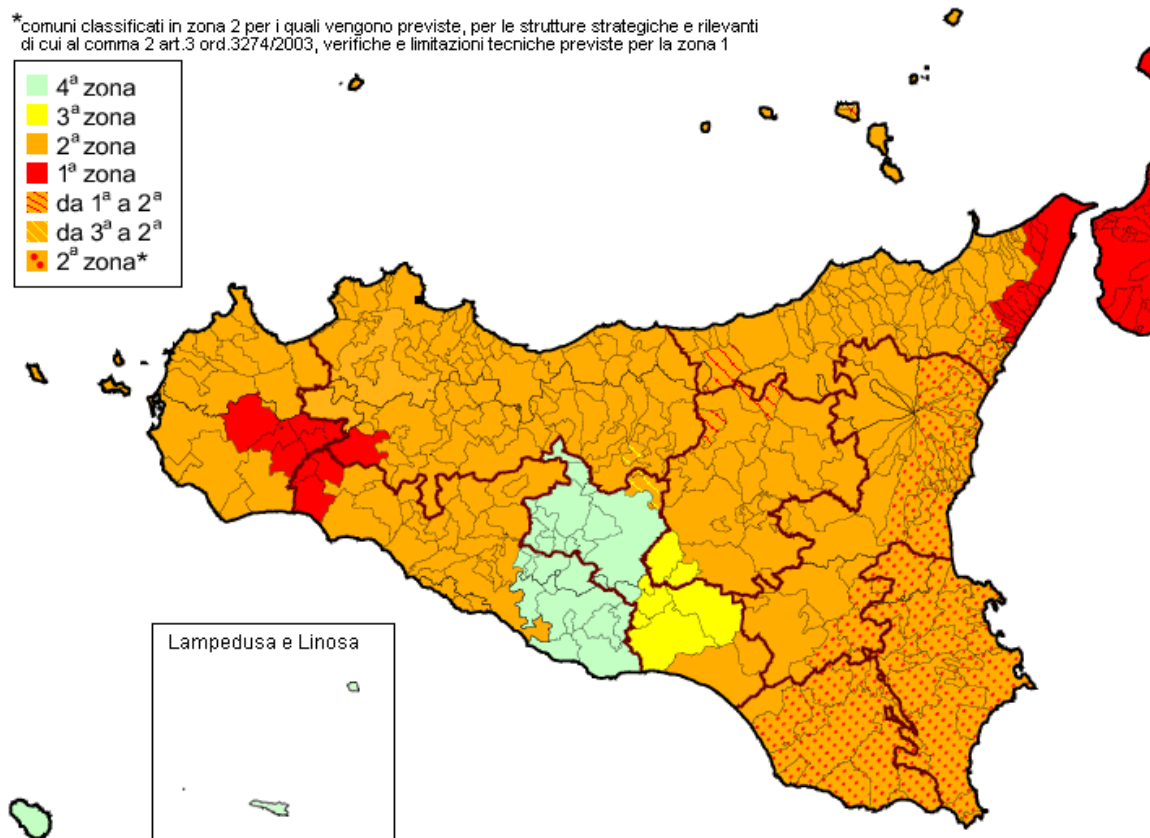 *comuni classificati in zona 2 per i quali vengono previste, per le strutture strategiche e rilevanti
di cui al comma 2 art.3 ord.3274/2003, verifiche e limitazioni tecniche previste per la zona 1
4ª zona
3ª zona
2ª zona
1ª zona
da 1ª a 2ª
da 3ª a 2ª
2ª zona*
Lampedusa e Linosa